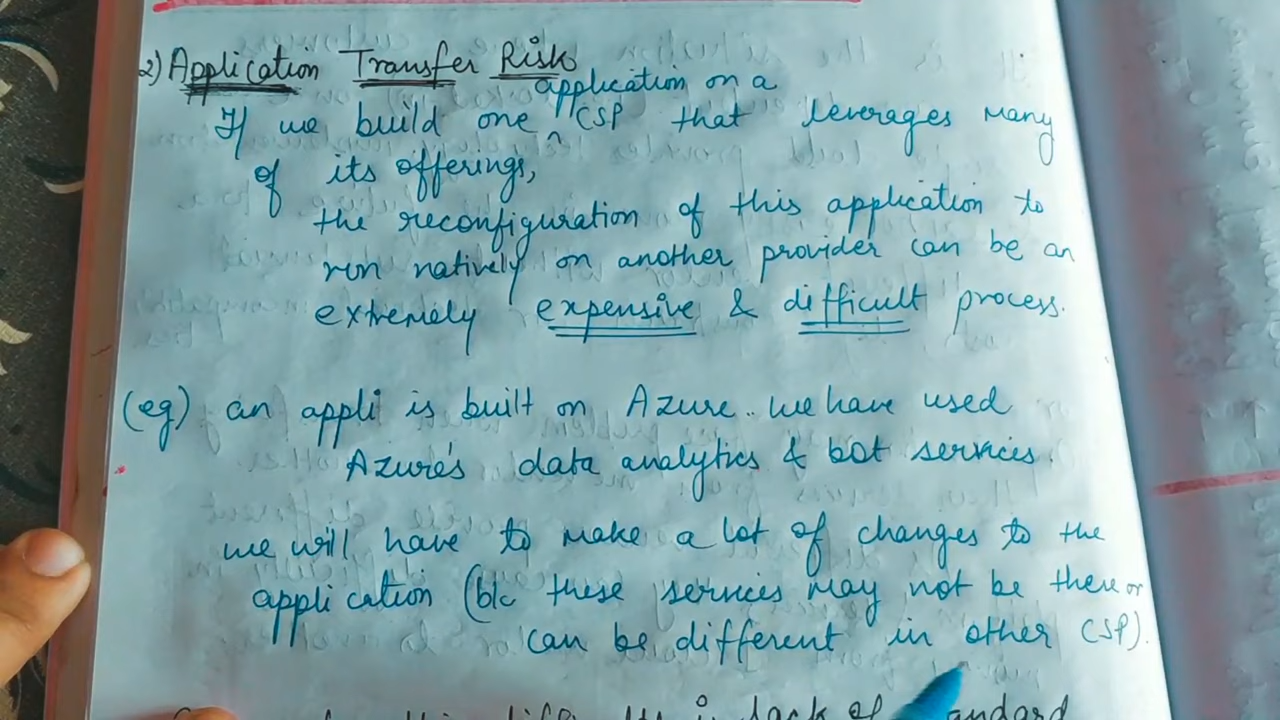 2) Application Transfer Risk
application on a
If we build one ^ CSP that leverages many
of its offerings,
the reconfiguration of this application to
run natively on another provider can be an
extremely expensive & difficult process.
(eg) an appli is built on Azure.. we have used
Azure's data analytics & bot services.
we will have to make a lot of changes to the
application (b/c these services may not be there or
can be different in other CSP).
lack of